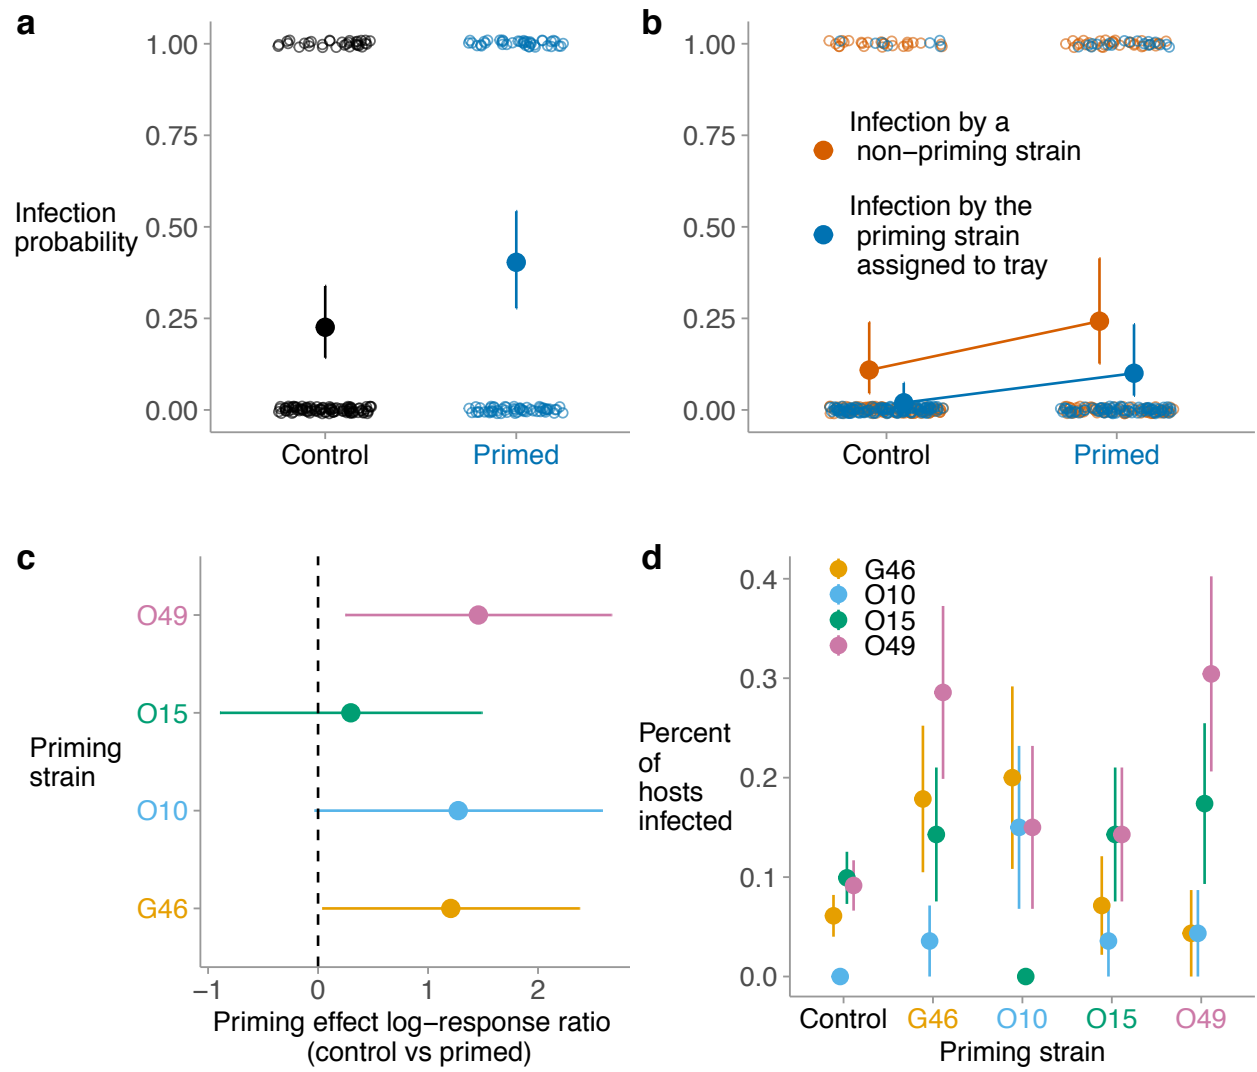 a
1.00
0.75
0.50
0.25
0.00
Infection
probability
Control
Primed
b
1.00
0.75
0.50
0.25
0.00
Infection by a
non−priming strain
Infection by the
priming strain
assigned to tray
Control
Primed
c
O49
O15
O10
G46
Priming
strain
−1
0
1
2
Priming effect log−response ratio
(control vs primed)
d
G46
O10
O15
O49
0.4
0.3
0.2
0.1
0.0
Percent
of
hosts
infected
Control
G46
O10
O15
O49
Priming strain